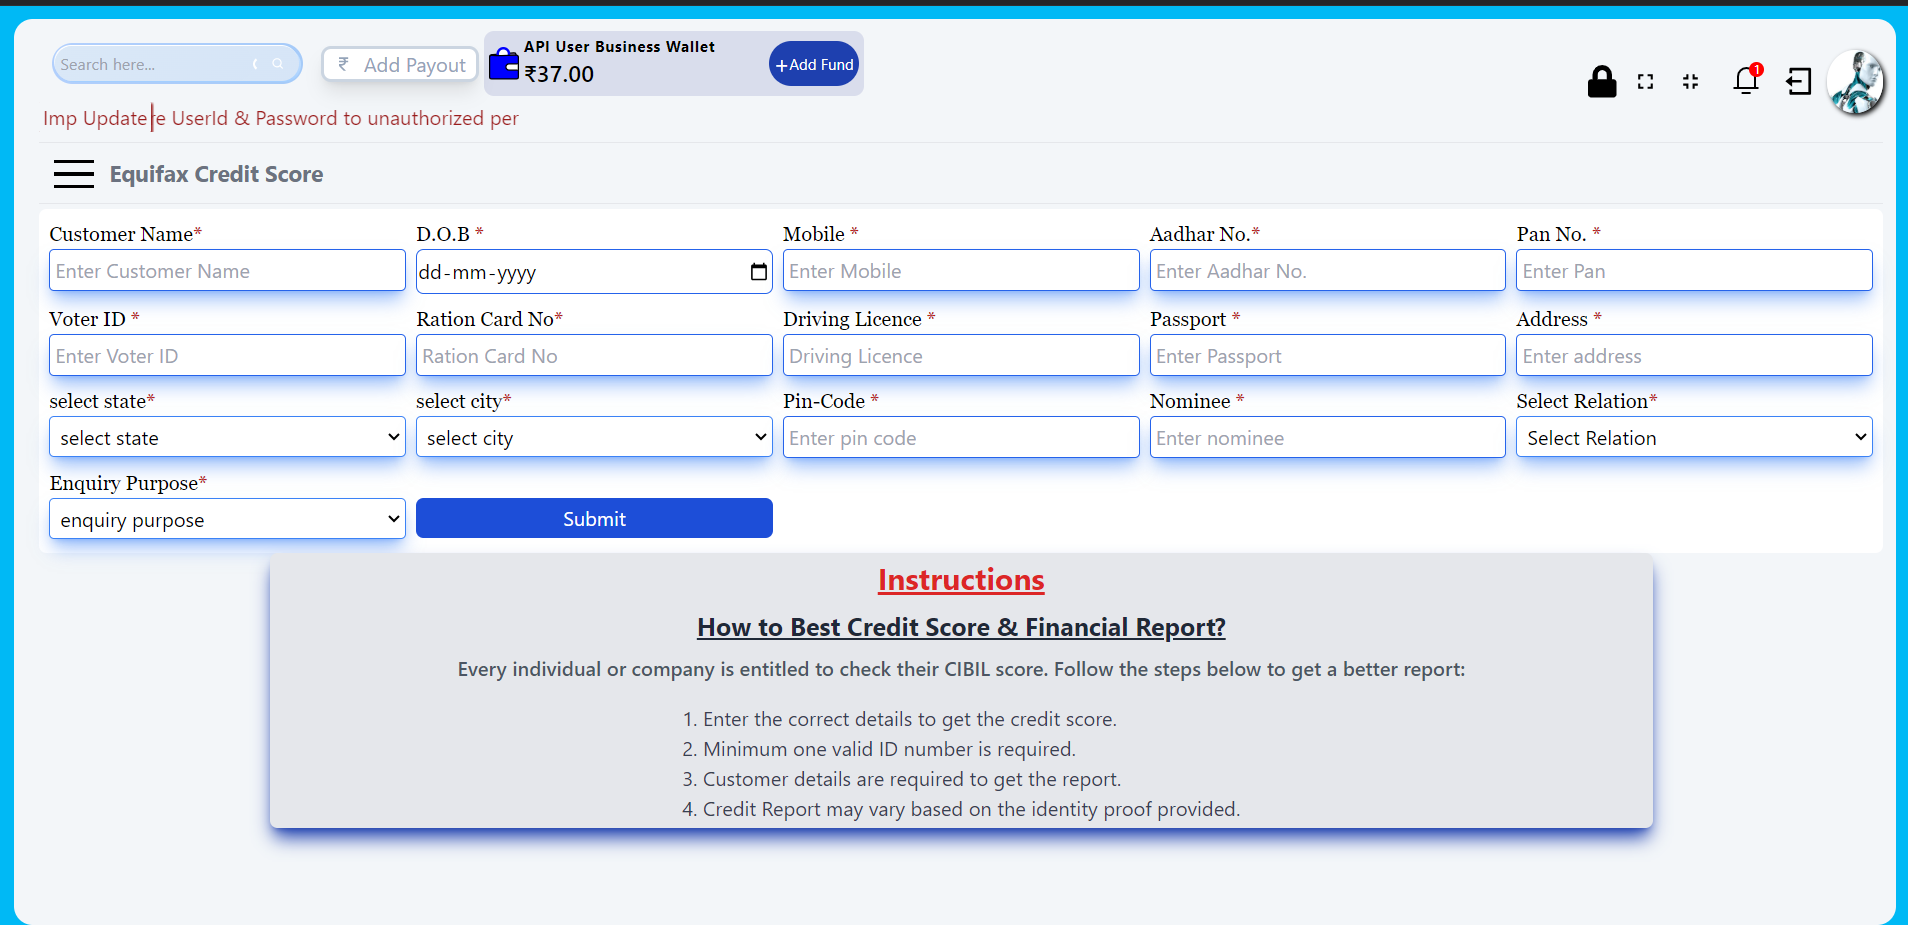 Search here...
₹ Add Payout
API User Business Wallet
₹37.00
+Add Fund
1
Imp Update re UserId & Password to unauthorized per
Equifax Credit Score
Customer Name*
D.O.B *
Mobile *
Aadhar No.*
Pan No. *
Enter Customer Name
dd-mm-yyyy
Enter Mobile
Enter Aadhar No.
Enter Pan
Voter ID *
Ration Card No*
Driving Licence *
Passport *
Address *
Enter Voter ID
Ration Card No
Driving Licence
Enter Passport
Enter address
select state*
select city*
Pin-Code *
Nominee *
Select Relation*
select state
select city
Enter pin code
Enter nominee
Select Relation
Enquiry Purpose*
enquiry purpose
Submit
Instructions
How to Best Credit Score & Financial Report?
Every individual or company is entitled to check their CIBIL score. Follow the steps below to get a better report:
1. Enter the correct details to get the credit score.
2. Minimum one valid ID number is required.
3. Customer details are required to get the report.
4. Credit Report may vary based on the identity proof provided.